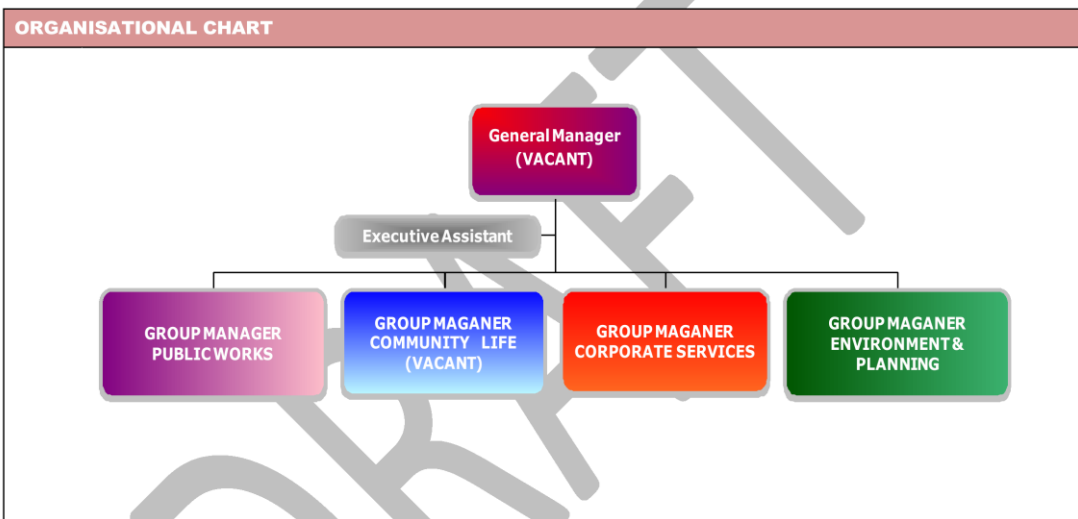 ORGANISATIONAL CHART
General Manager
(VACANT)
Executive Assistant
GROUP MANAGER
PUBLIC WORKS
GROUP MAGANER
COMMUNITY LIFE
(VACANT)
GROUP MAGANER
CORPORATE SERVICES
GROUP MAGANER
ENVIRONMENT &
PLANNING
DRAFT